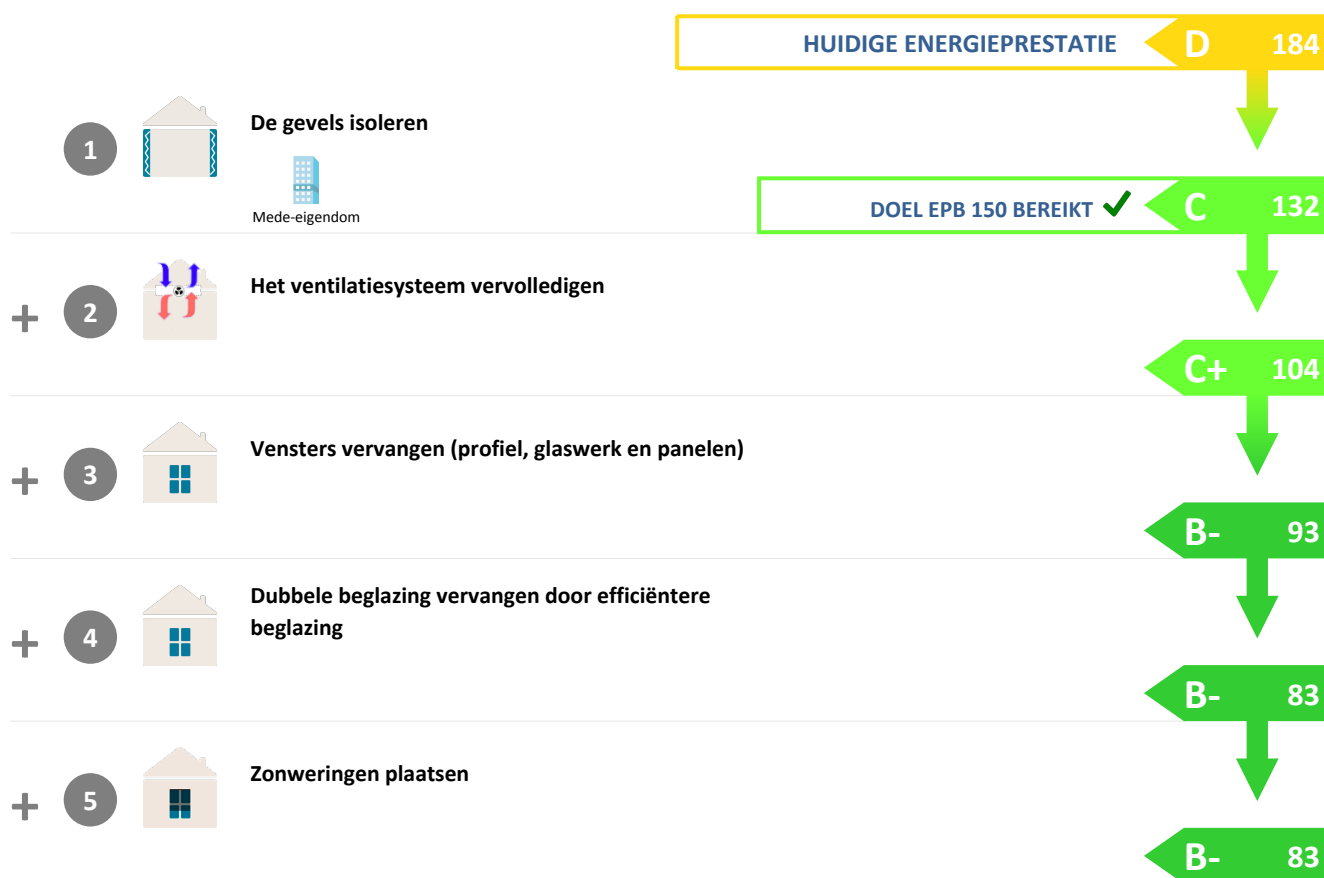 HUIDIGE ENERGIEPRESTATIE D 184
1 De gevels isoleren
Mede-eigendom
DOEL EPB 150 BEREIKT ✓ C 132
+ 2 Het ventilatiesysteem vervolledigen
C+ 104
+ 3 Vensters vervangen (profiel, glaswerk en panelen)
B- 93
+ 4 Dubbele beglazing vervangen door efficiëntere
beglazing
B- 83
+ 5 Zonweringen plaatsen
B- 83